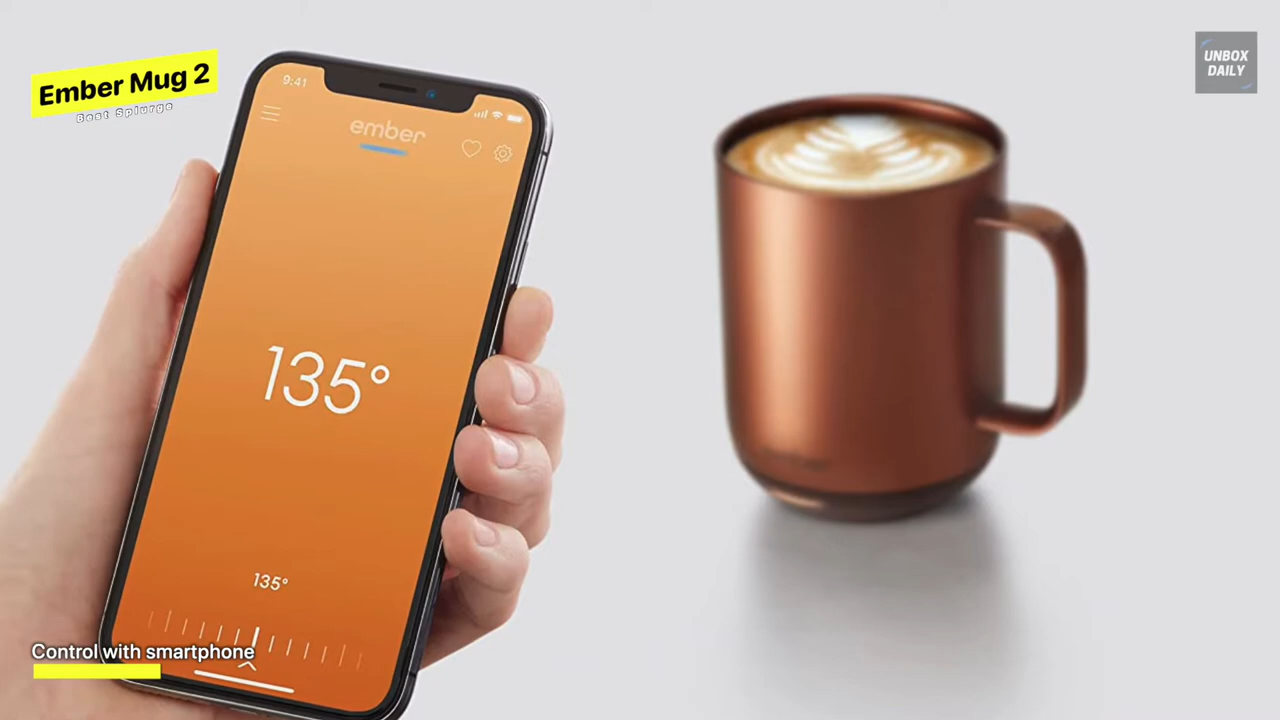 Ember Mug 2
Best Splurge
UNBOX
DAILY
9:41
ember
135°
135°
Control with smartphone